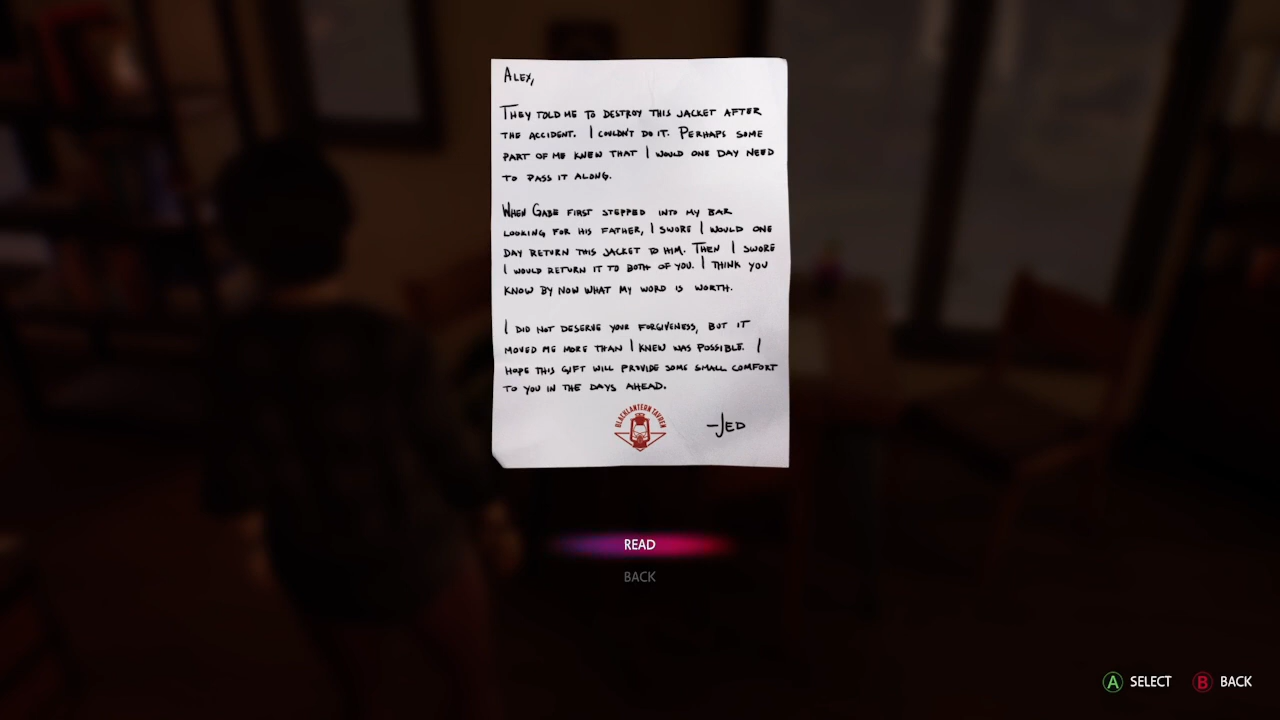 ALEX,
THEY TOLD ME TO DESTROY THIS JACKET AFTER
THE ACCIDENT. I COULDN'T DO IT. PERHAPS SOME
PART OF ME KNEW THAT I WOULD ONE DAY NEED
TO PASS IT ALONG.
WHEN GABE FIRST STEPPED INTO MY BAR
LOOKING FOR HIS FATHER, I SWORE I WOULD ONE
DAY RETURN THIS JACKET TO HIM. THEN I SWORE
I WOULD RETURN IT TO BOTH OF YOU. I THINK YOU
KNOW BY NOW WHAT MY WORD IS WORTH.
I DID NOT DESERVE YOUR FORGIVENESS, BUT IT
MOVED ME MORE THAN I KNEW WAS POSSIBLE. I
HOPE THIS GIFT WILL PROVIDE SOME SMALL COMFORT
TO YOU IN THE DAYS AHEAD.
BLACK LANTERN TAVERN
-JED
READ
BACK
A SELECT B BACK